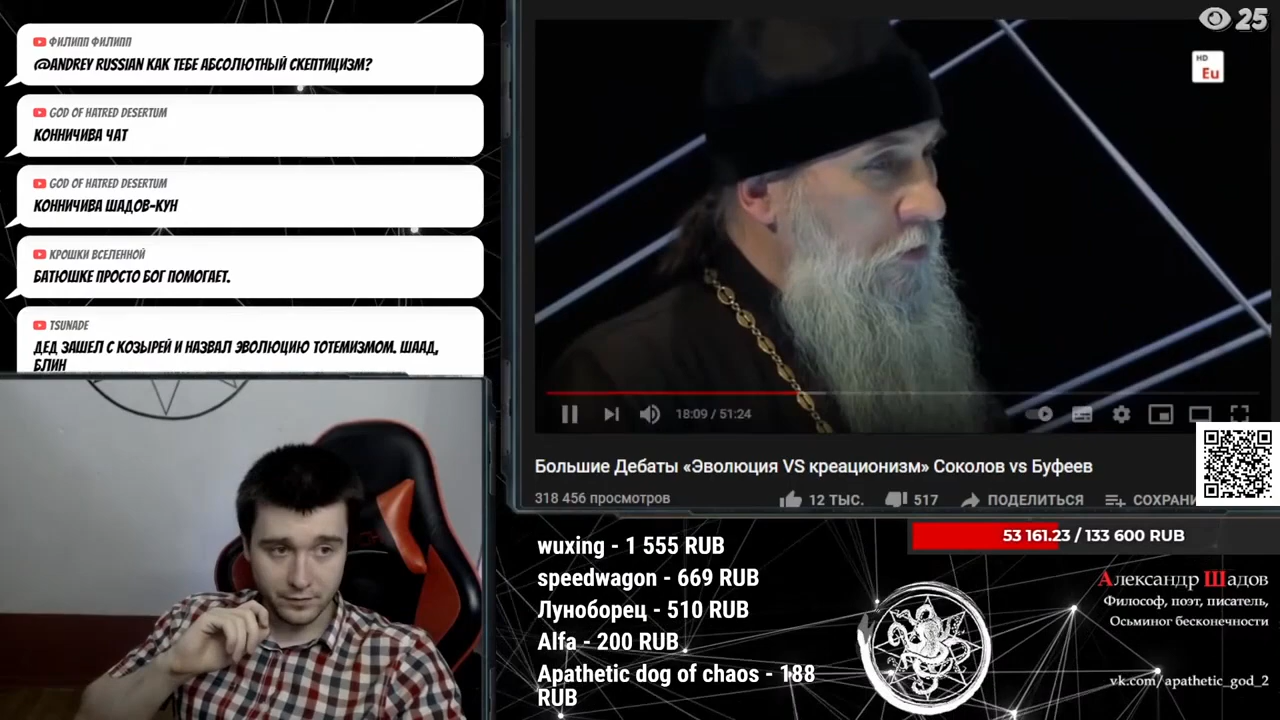 ФИЛИПП ФИЛИПП
@ANDREY RUSSIAN КАК ТЕБЕ АБСОЛЮТНЫЙ СКЕПТИЦИЗМ?
GOD OF HATRED DESERTUM
КОННИЧИВА ЧАТ
GOD OF HATRED DESERTUM
КОННИЧИВА ШАДОВ-КУН
КРОШКИ ВСЕЛЕННОЙ
БАТЮШКЕ ПРОСТО БОГ ПОМОГАЕТ.
TSUNADE
ДЕД ЗАШЕЛ С КОЗЫРЕЙ И НАЗВАЛ ЭВОЛЮЦИЮ ТОТЕМИЗМОМ. ШААД,
БЛИН
25
HD
Eu
18:09 / 51:24
Большие Дебаты «Эволюция VS креационизм» Соколов vs Буфеев
318 456 просмотров
12 ТЫС.
517
ПОДЕЛИТЬСЯ
СОХРАНИ
53 161.23 / 133 600 RUB
wuxing - 1 555 RUB
speedwagon - 669 RUB
Луноборец - 510 RUB
Alfa - 200 RUB
Apathetic dog of chaos - 188
RUB
Александр Шадов
Философ, поэт, писатель,
Осьминог бесконечности
vk.com/apathetic_god_2